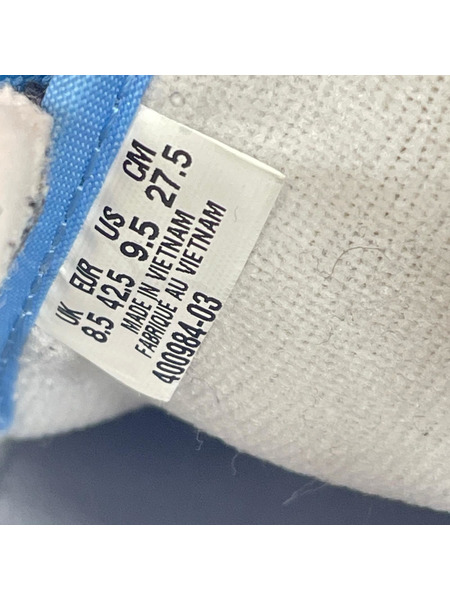 UK EUR US CM
8.5 42.5 9.5 27.5
MADE IN VIETNAM
FABRIQUE AU VIETNAM
400984-03